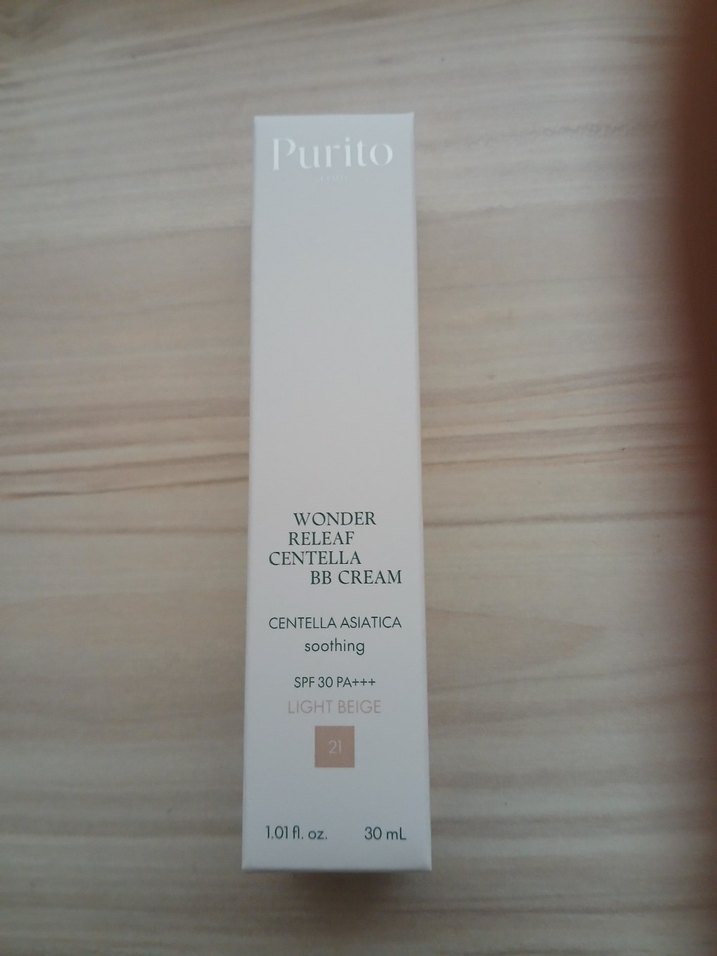 Purito
WONDER
RELEAF
CENTELLA
BB CREAM
CENTELLA ASIATICA
soothing
SPF 30 PA+++
LIGHT BEIGE
21
1.01 fl. oz. 30 mL